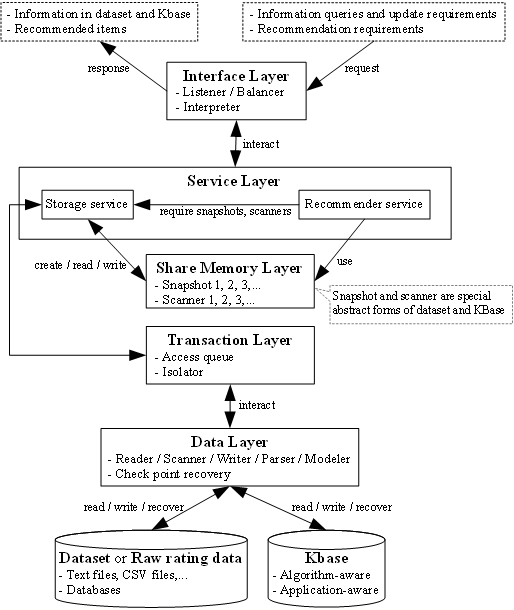 - Information in dataset and Kbase
- Recommended items
- Information queries and update requirements
- Recommendation requirements
response
request
Interface Layer
- Listener / Balancer
- Interpreter
interact
Service Layer
Storage service
require snapshots, scanners
Recommender service
create / read / write
use
Share Memory Layer
- Snapshot 1, 2, 3,...
- Scanner 1, 2, 3,...
Snapshot and scanner are special
abstract forms of dataset and KBase
Transaction Layer
- Access queue
- Isolator
interact
Data Layer
- Reader / Scanner / Writer / Parser / Modeler
- Check point recovery
read / write / recover
read / write / recover
Dataset or Raw rating data
- Text files, CSV files,...
- Databases
Kbase
- Algorithm-aware
- Application-aware